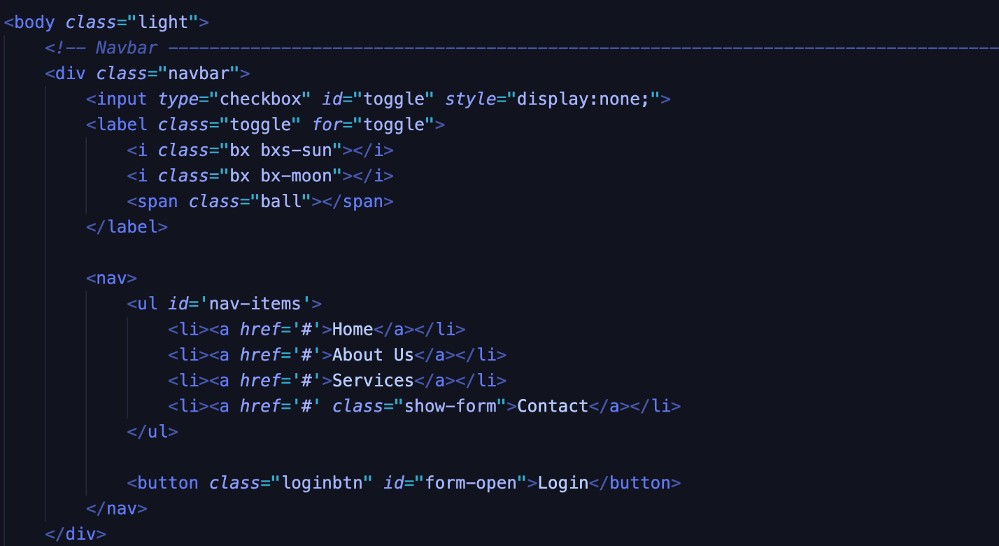 <body class="light">
<!-- Navbar -----------------------------------------------------------------------------------
<div class="navbar">
<input type="checkbox" id="toggle" style="display:none;">
<label class="toggle" for="toggle">
<i class="bx bxs-sun"></i>
<i class="bx bx-moon"></i>
<span class="ball"></span>
</label>
<nav>
<ul id='nav-items'>
<li><a href='#'>Home</a></li>
<li><a href='#'>About Us</a></li>
<li><a href='#'>Services</a></li>
<li><a href='#' class="show-form">Contact</a></li>
</ul>
<button class="loginbtn" id="form-open">Login</button>
</nav>
</div>